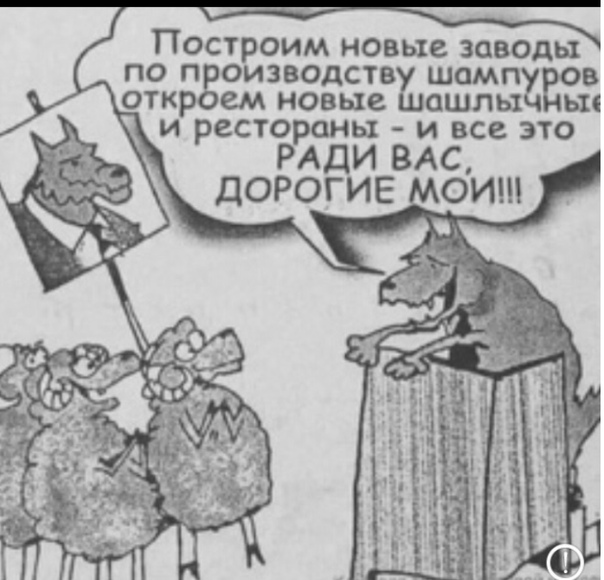 Построим новые заводы
по производству шампуров
откроем новые шашлычные
и рестораны - и все это
РАДИ ВАС,
ДОРОГИЕ МОИ!!!